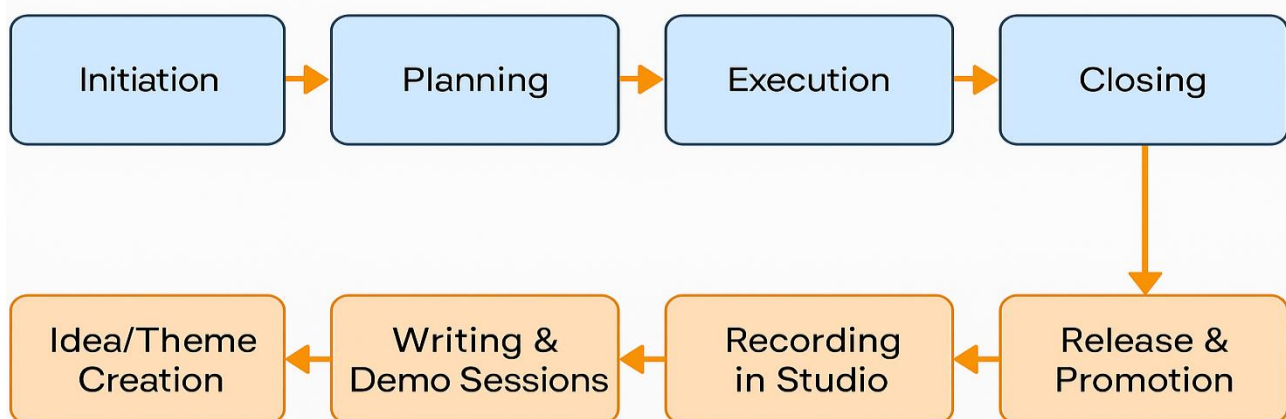 Initiation
Planning
Execution
Closing
Idea/Theme
Creation
Writing &
Demo Sessions
Recording
in Studio
Release &
Promotion